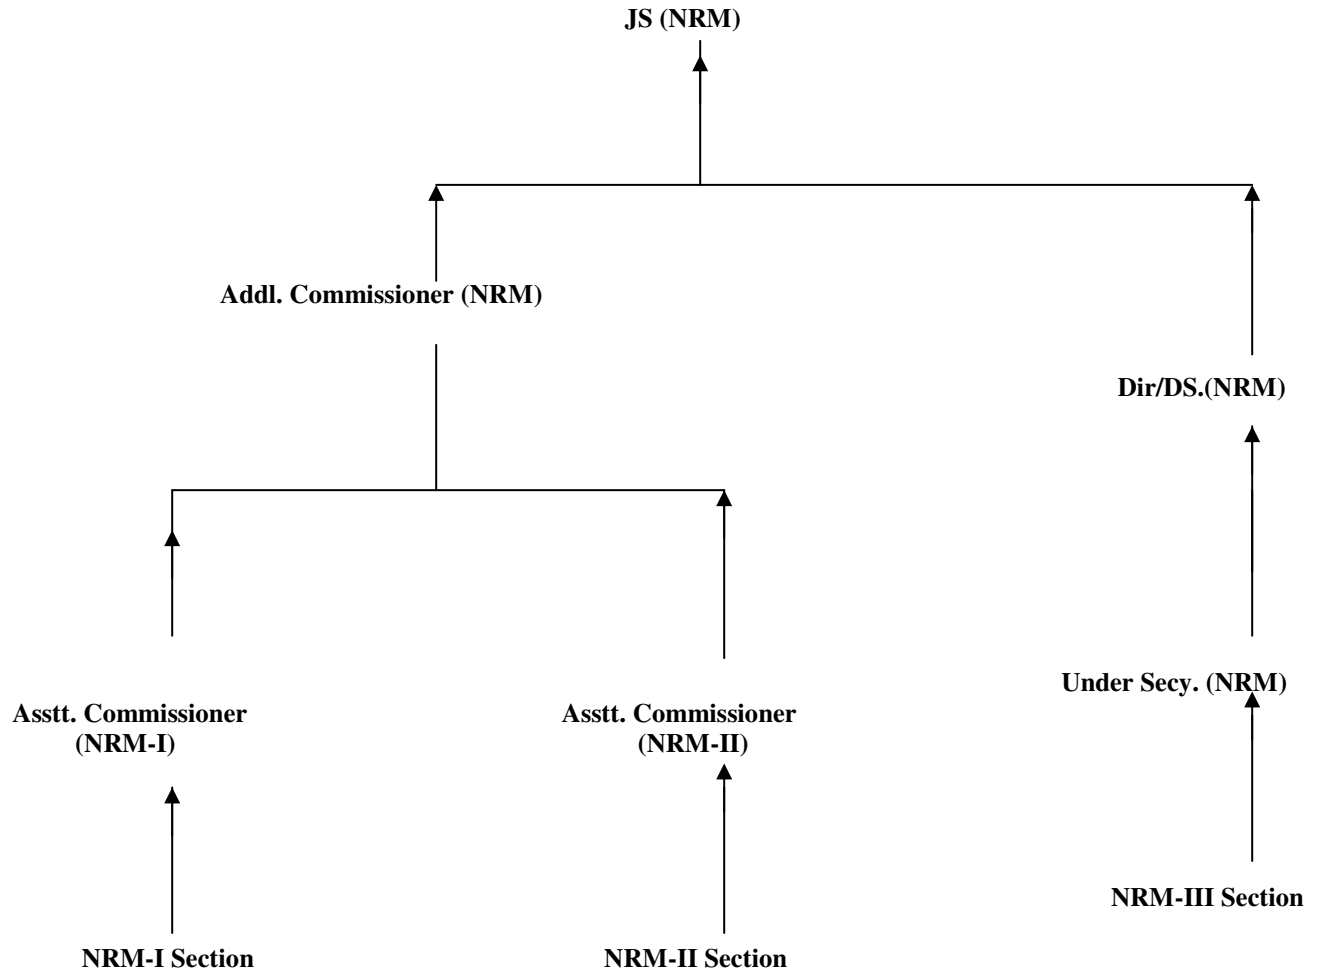 JS (NRM)
Addl. Commissioner (NRM)
Dir/DS.(NRM)
Under Secy. (NRM)
Asstt. Commissioner
(NRM-I)
Asstt. Commissioner
(NRM-II)
NRM-III Section
NRM-I Section
NRM-II Section